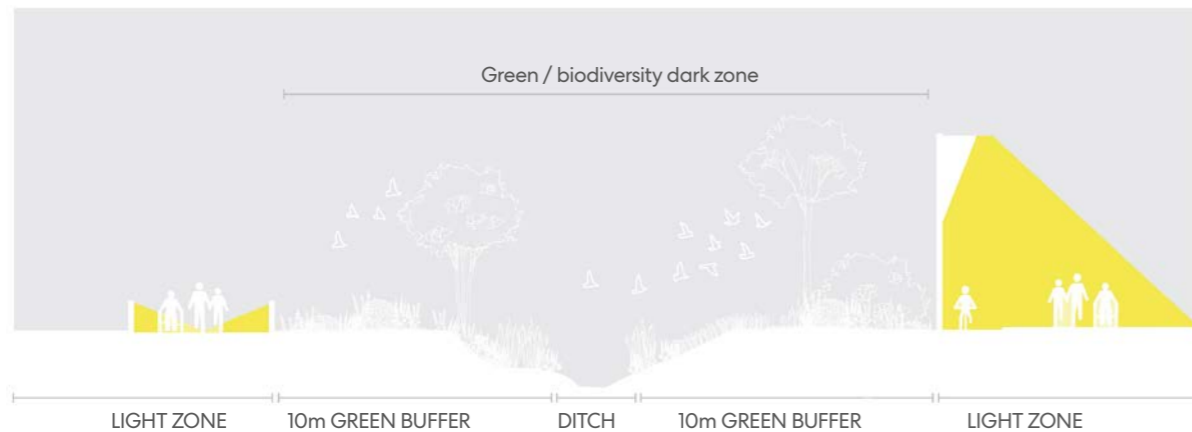 Green / biodiversity dark zone
LIGHT ZONE
10m GREEN BUFFER
DITCH
10m GREEN BUFFER
LIGHT ZONE